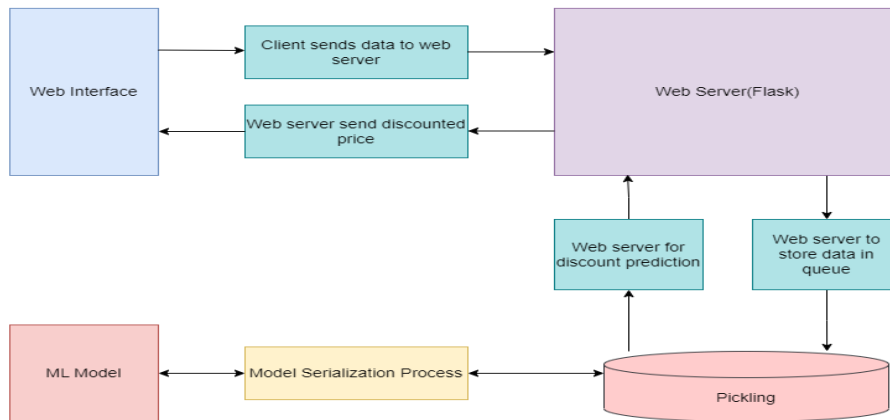 Client sends data to web
server
Web Interface
Web Server(Flask)
Web server send discounted
price
Web server for
discount prediction
Web server to
store data in
queue
ML Model
Model Serialization Process
Pickling